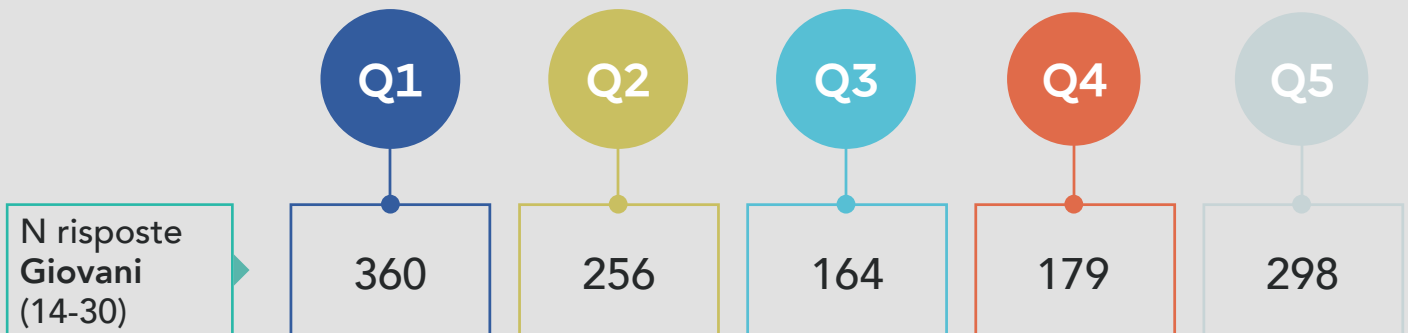 Q1 Q2 Q3 Q4 Q5
N risposte
Giovani
(14-30)
360 256 164 179 298